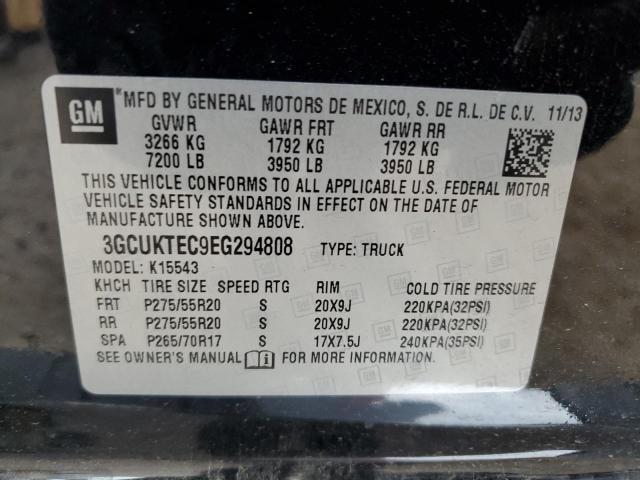 GM *MFD BY GENERAL MOTORS DE MEXICO, S. DE R.L. DE C.V. 11/13
GVWR GAWR FRT GAWR RR
3266 KG 1792 KG 1792 KG
7200 LB 3950 LB 3950 LB
THIS VEHICLE CONFORMS TO ALL APPLICABLE U.S. FEDERAL MOTOR
VEHICLE SAFETY STANDARDS IN EFFECT ON THE DATE OF
MANUFACTURE SHOWN ABOVE.
3GCUKTEC9EG294808 TYPE: TRUCK
MODEL: K15543
KHCH TIRE SIZE SPEED RTG RIM COLD TIRE PRESSURE
FRT P275/55R20 S 20X9J 220KPA(32PSI)
RR P275/55R20 S 20X9J 220KPA(32PSI)
SPA P265/70R17 S 17X7.5J 240KPA(35PSI)
SEE OWNER'S MANUAL FOR MORE INFORMATION.